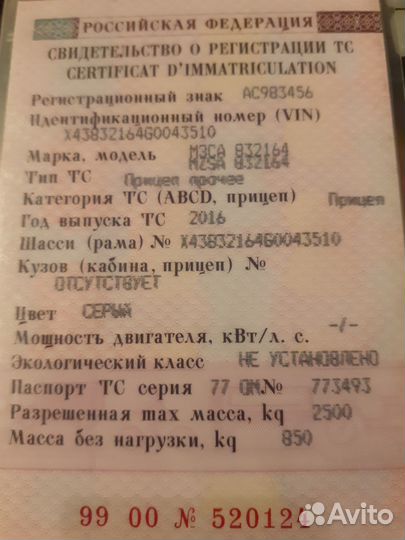 РОССИЙСКАЯ ФЕДЕРАЦИЯ
СВИДЕТЕЛЬСТВО О РЕГИСТРАЦИИ ТС
CERTIFICAT D'IMMATRICULATION
Регистрационный знак АС983456
Идентификационный номер (VIN)
X43832164G0043510
Марка, модель МЗСА 832164
MZSA 832164
Тип ТС Прицеп прочее
Категория ТС (ABCD, прицеп) Прицеп
Год выпуска ТС 2016
Шасси (рама) № X43832164G0043510
Кузов (кабина, прицеп) №
ОТСУТСТВУЕТ
Цвет СЕРЫЙ
Мощность двигателя, кВт/л. с. -/-
Экологический класс НЕ УСТАНОВЛЕНО
Паспорт ТС серия 77 ОМ № 773493
Разрешенная max масса, kg 2500
Масса без нагрузки, kg 850
99 00 № 520124
Avito